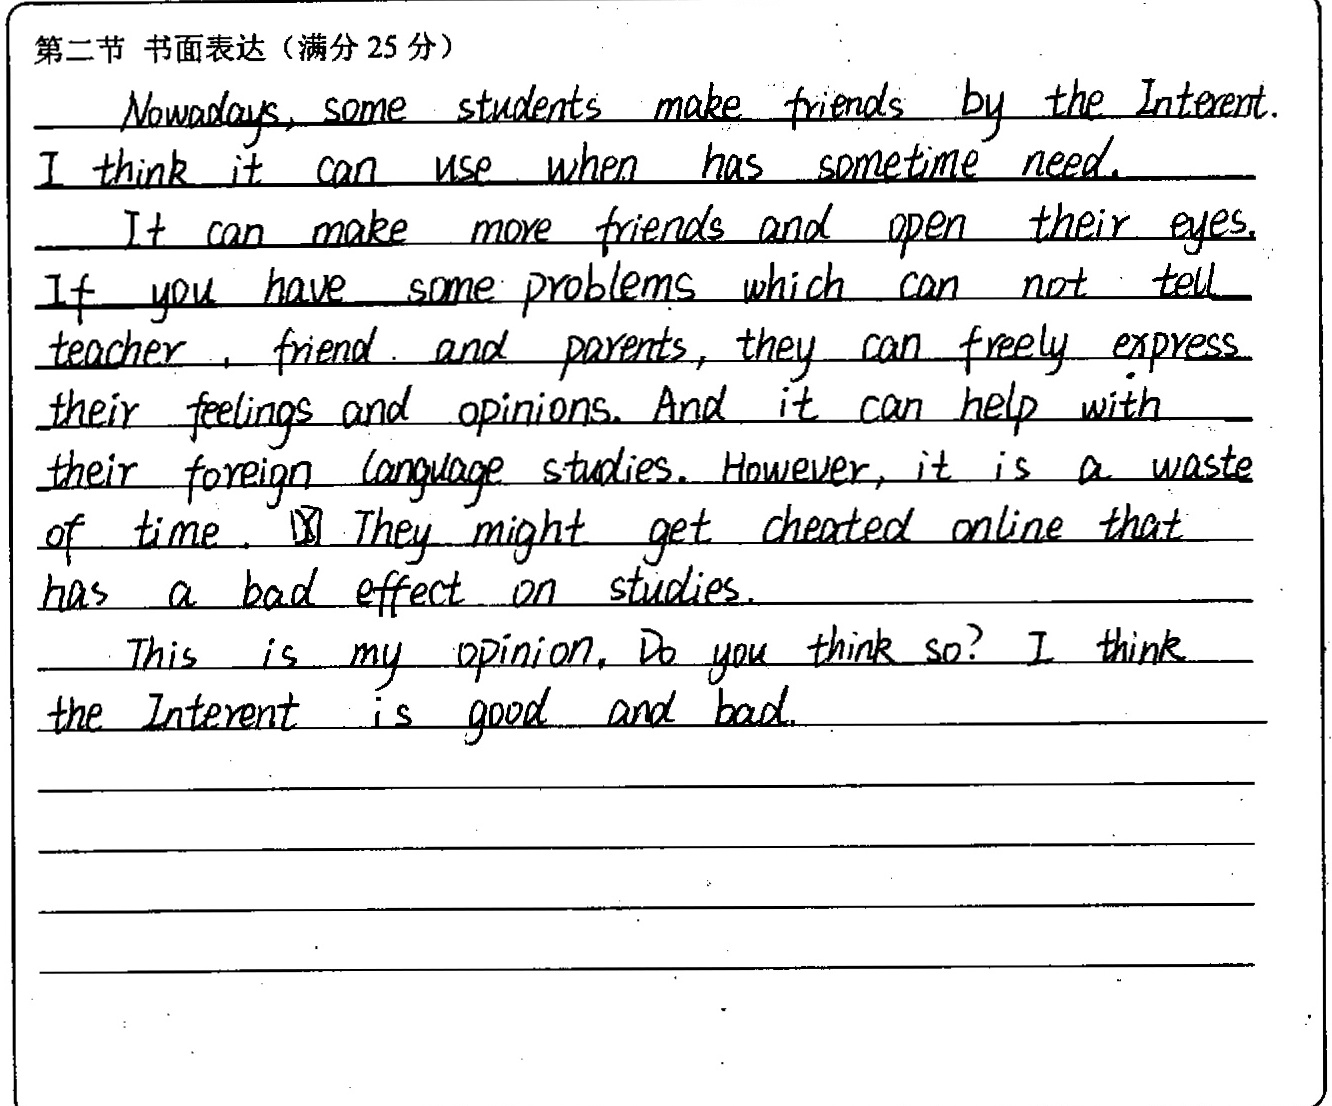 第二节 书面表达（满分 25 分）
Nowadays, some students make friends by the Interent.
I think it can use when has sometime need.
It can make more friends and open their eyes.
If you have some problems which can not tell
teacher, friend and parents, they can freely express
their feelings and opinions. And it can help with
their foreign language studies. However, it is a waste
of time. They might get cheated online that
has a bad effect on studies.
This is my opinion. Do you think so? I think
the Interent is good and bad.